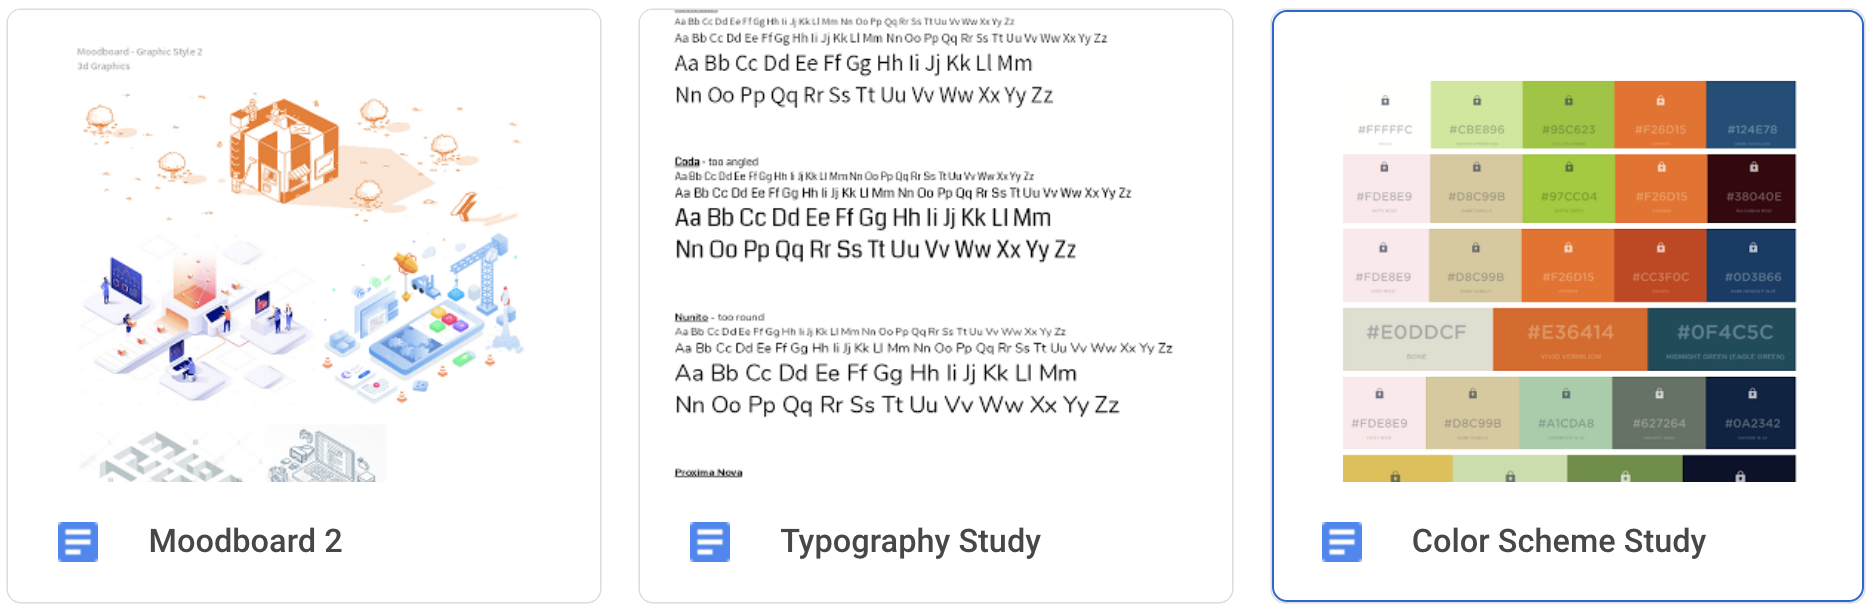 Moodboard - Graphic Style 2
3d Graphics
Moodboard 2
Aa Bb Cc Dd Ee Ff Gg Hh Ii Jj Kk Ll Mm Nn Oo Pp Qq Rr Ss Tt Uu Vv Ww Xx Yy Zz
Aa Bb Cc Dd Ee Ff Gg Hh Ii Jj Kk Ll Mm Nn Oo Pp Qq Rr Ss Tt Uu Vv Ww Xx Yy Zz
Aa Bb Cc Dd Ee Ff Gg Hh Ii Jj Kk Ll Mm
Nn Oo Pp Qq Rr Ss Tt Uu Vv Ww Xx Yy Zz
Coda - too angled
Aa Bb Cc Dd Ee Ff Gg Hh Ii Jj Kk Ll Mm Nn Oo Pp Qq Rr Ss Tt Uu Vv Ww Xx Yy Zz
Aa Bb Cc Dd Ee Ff Gg Hh Ii Jj Kk Ll Mm Nn Oo Pp Qq Rr Ss Tt Uu Vv Ww Xx Yy Zz
Aa Bb Cc Dd Ee Ff Gg Hh Ii Jj Kk Ll Mm
Nn Oo Pp Qq Rr Ss Tt Uu Vv Ww Xx Yy Zz
Nunito - too round
Aa Bb Cc Dd Ee Ff Gg Hh Ii Jj Kk Ll Mm Nn Oo Pp Qq Rr Ss Tt Uu Vv Ww Xx Yy Zz
Aa Bb Cc Dd Ee Ff Gg Hh Ii Jj Kk Ll Mm Nn Oo Pp Qq Rr Ss Tt Uu Vv Ww Xx Yy Zz
Aa Bb Cc Dd Ee Ff Gg Hh Ii Jj Kk Ll Mm
Nn Oo Pp Qq Rr Ss Tt Uu Vv Ww Xx Yy Zz
Proxima Nova
Typography Study
#FFFFFC #CBE896 #95C623 #F26D15 #124E78
#FDE8E9 #D8C99B #97CC04 #F26D15 #38040E
#FDE8E9 #D8C99B #F26D15 #CC3F0C #0D3B66
#E0DDCF #E36414 #0F4C5C
BONE VIVID VERMILION MIDNIGHT GREEN (EAGLE GREEN)
#FDE8E9 #D8C99B #A1CDA8 #627264 #0A2342
Color Scheme Study